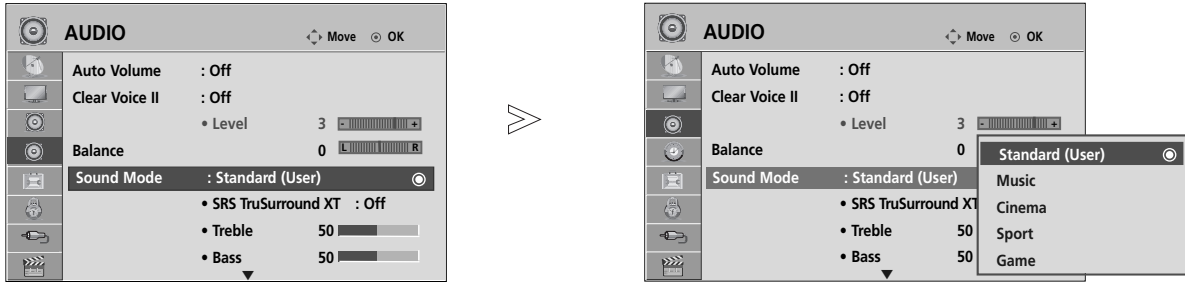 AUDIO Move OK
Auto Volume : Off
Clear Voice II : Off
• Level 3 - +
Balance 0 L R
Sound Mode : Standard (User)
• SRS TruSurround XT : Off
• Treble 50
• Bass 50
AUDIO Move OK
Auto Volume : Off
Clear Voice II : Off
• Level 3 - +
Balance 0
Sound Mode : Standard (User)
• SRS TruSurround XT
• Treble 50
• Bass 50
Standard (User)
Music
Cinema
Sport
Game